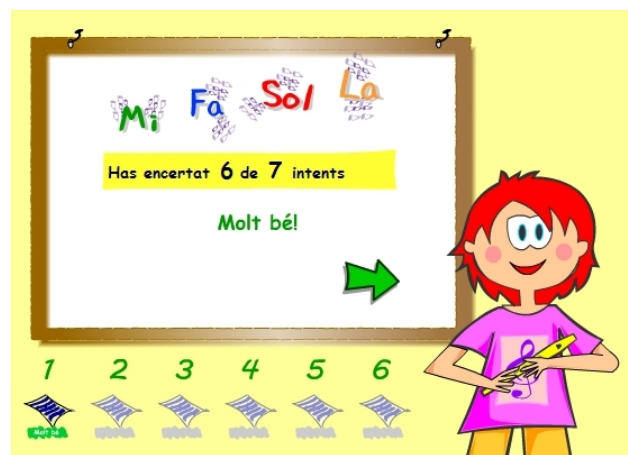 Mi Fa Sol La
Has encertat 6 de 7 intents
Molt bé!
1 2 3 4 5 6
Molt bé